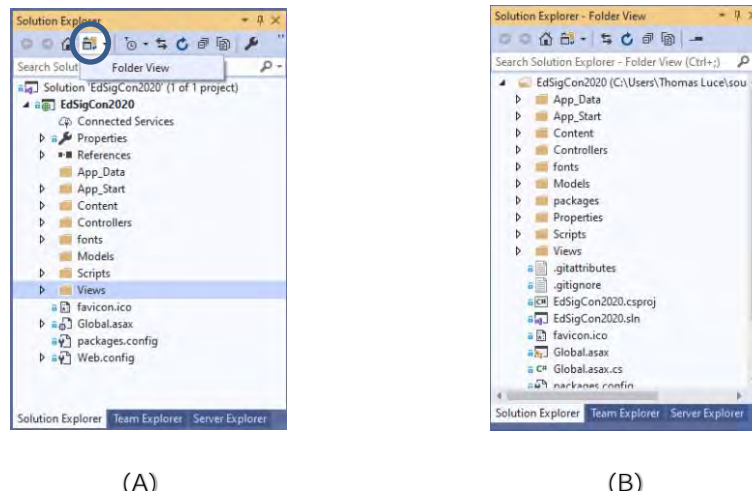 Solution Explorer
Search Solut
Folder View
Solution 'EdSigCon2020' (1 of 1 project)
EdSigCon2020
Connected Services
Properties
References
App_Data
App_Start
Content
Controllers
fonts
Models
Scripts
Views
favicon.ico
Global.asax
packages.config
Web.config
Solution Explorer Team Explorer Server Explorer
(A)
Solution Explorer - Folder View
Search Solution Explorer - Folder View (Ctrl+;)
EdSigCon2020 (C:\Users\Thomas Luce\sou
App_Data
App_Start
Content
Controllers
fonts
Models
packages
Properties
Scripts
Views
.gitattributes
.gitignore
EdSigCon2020.csproj
EdSigCon2020.sln
favicon.ico
Global.asax
Global.asax.cs
packages.config
Solution Explorer Team Explorer Server Explorer
(B)